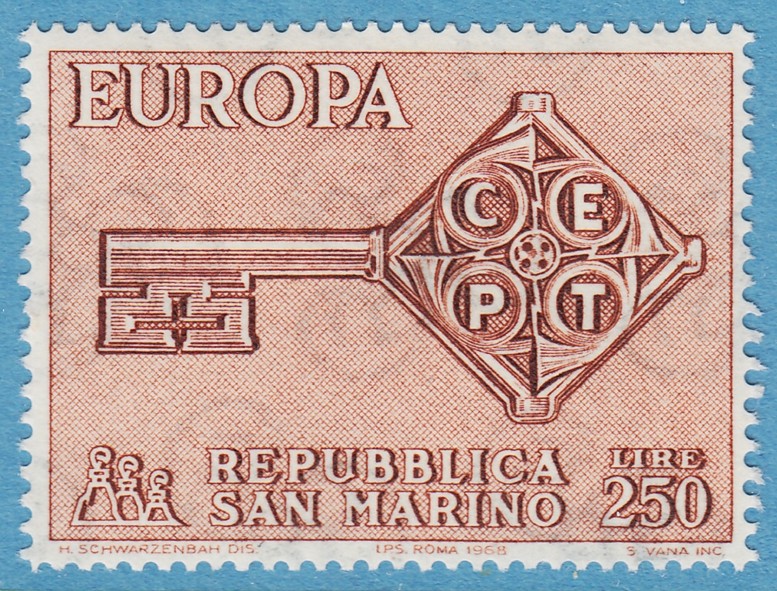 EUROPA
C E
P T
REPUBBLICA
SAN MARINO
LIRE
250
H. SCHWARZENBAH DIS. I.P.S. ROMA 1968 S VANA INC.